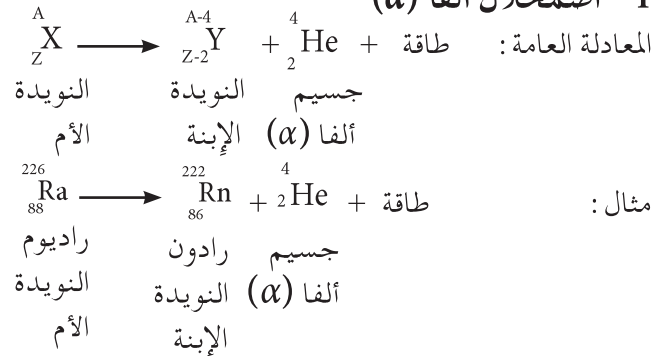 1 - اضمحلال ألفا (α)
المعادلة العامة : $^{A}_{Z}$X ⟶ $^{A-4}_{Z-2}$Y + $^{4}_{2}$He + طاقة
النويدة النويدة جسيم
الأم الإبنة ألفا (α)
مثال : $^{226}_{88}$Ra ⟶ $^{222}_{86}$Rn + $^{4}_{2}$He + طاقة
راديوم رادون جسيم
النويدة النويدة ألفا (α)
الأم الإبنة